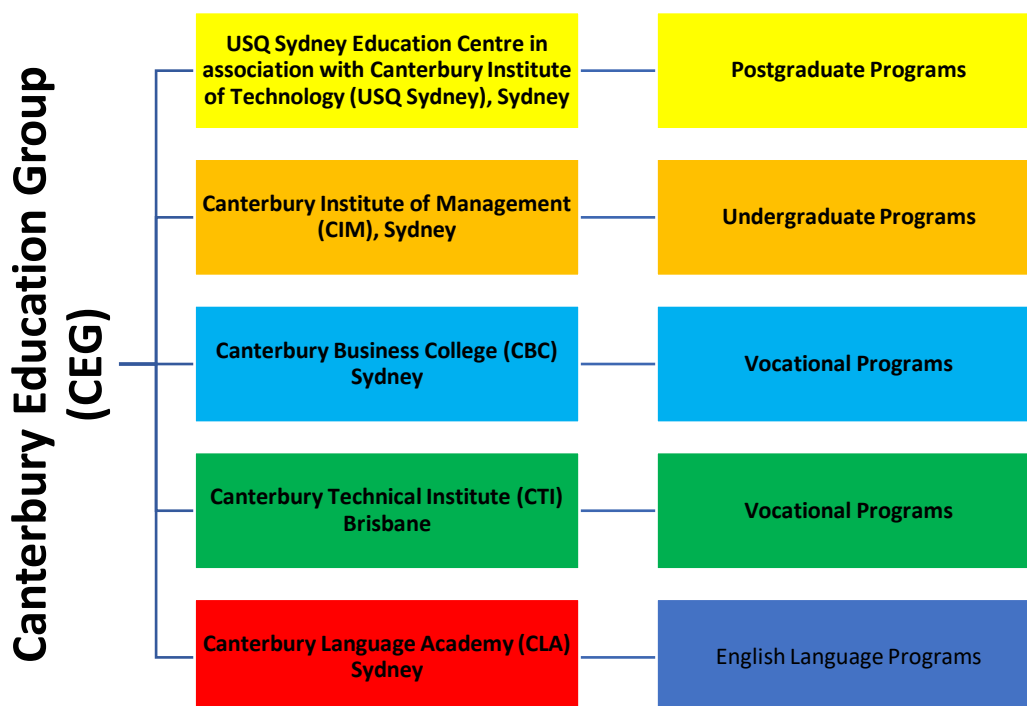 Canterbury Education Group
(CEG)
USQ Sydney Education Centre in
association with Canterbury Institute
of Technology (USQ Sydney), Sydney
Postgraduate Programs
Canterbury Institute of Management
(CIM), Sydney
Undergraduate Programs
Canterbury Business College (CBC)
Sydney
Vocational Programs
Canterbury Technical Institute (CTI)
Brisbane
Vocational Programs
Canterbury Language Academy (CLA)
Sydney
English Language Programs